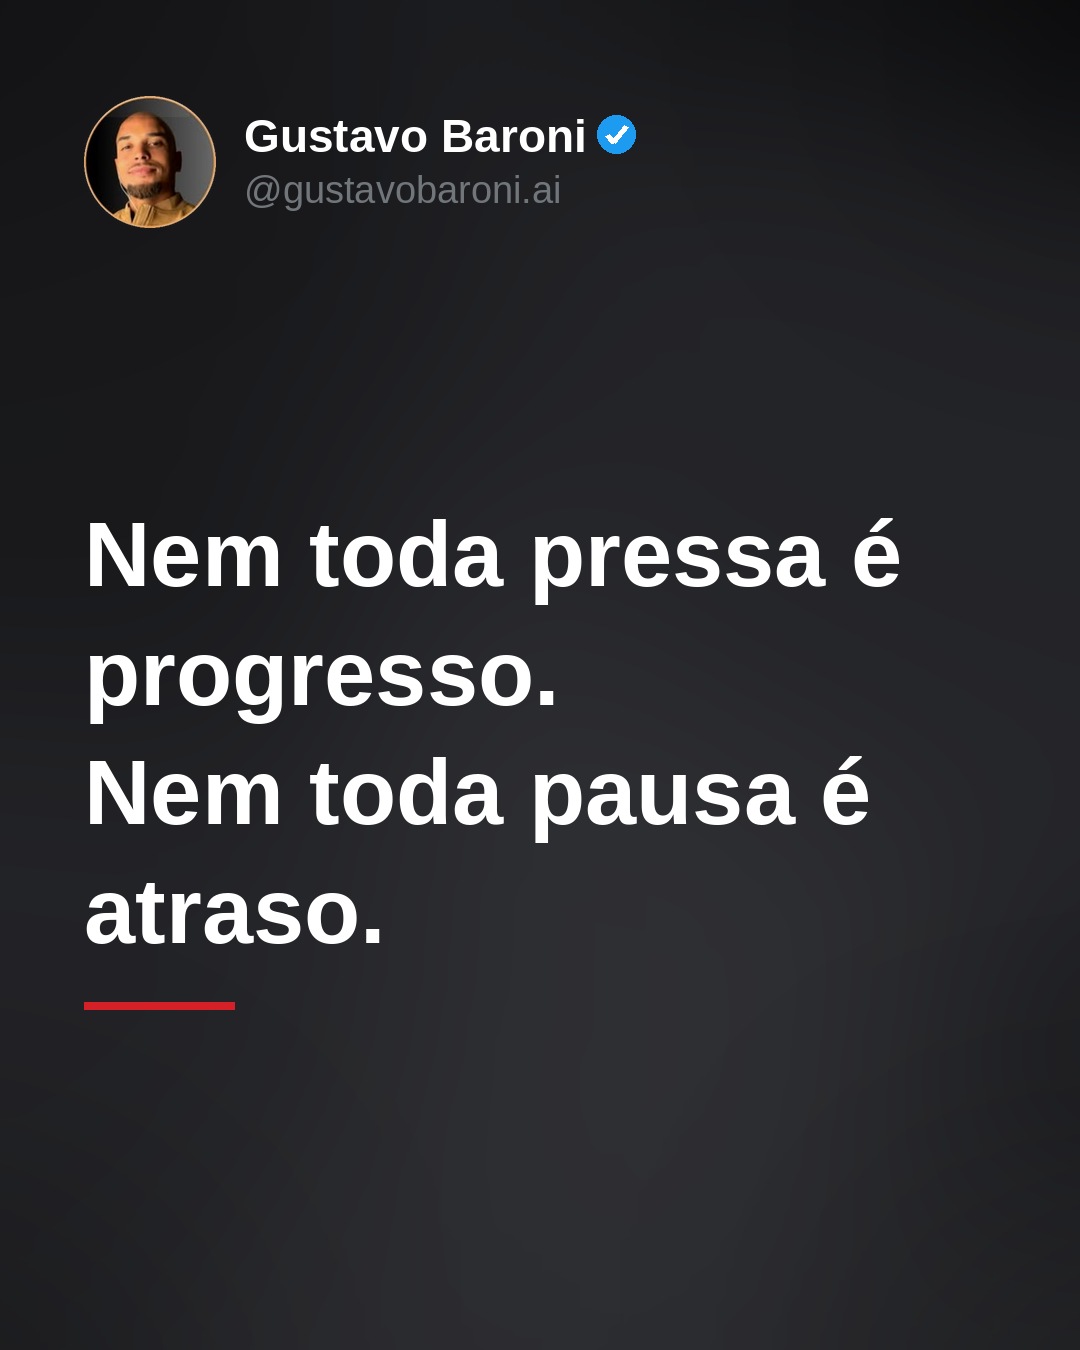 Gustavo Baroni
@gustavobaroni.ai
Nem toda pressa é
progresso.
Nem toda pausa é
atraso.